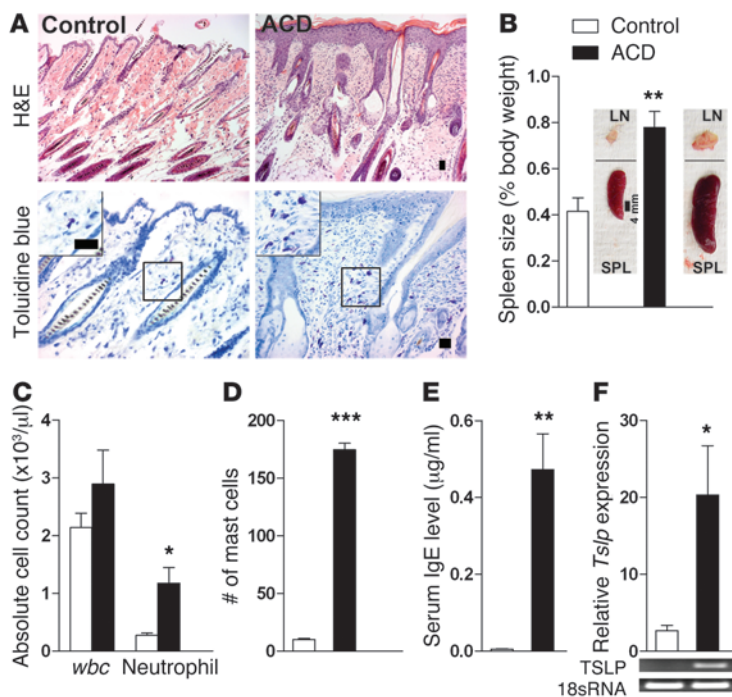 A Control ACD
H&E
Toluidine blue
B
Control
ACD
Spleen size (% body weight)
1.0
0.8
0.6
0.4
0.2
0.0
**
LN
SPL
4 mm
LN
SPL
C
Absolute cell count (x10³/µl)
4
3
2
1
0
*
wbc Neutrophil
D
# of mast cells
200
150
100
50
0
***
E
Serum IgE level (µg/ml)
0.6
0.4
0.2
0.0
**
F
Relative Tslp expression
30
20
10
0
*
TSLP
18sRNA